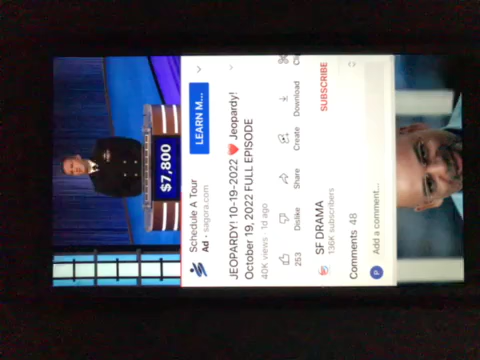 $7,800
Schedule A Tour
Ad · sagora.com
LEARN M...
JEOPARDY! 10-19-2022 ❤️ Jeopardy!
October 19, 2022 FULL EPISODE
40K views 1d ago
253
Dislike
Share
Create
Download
Cli
SF DRAMA
136K subscribers
SUBSCRIBE
Comments 48
P
Add a comment...